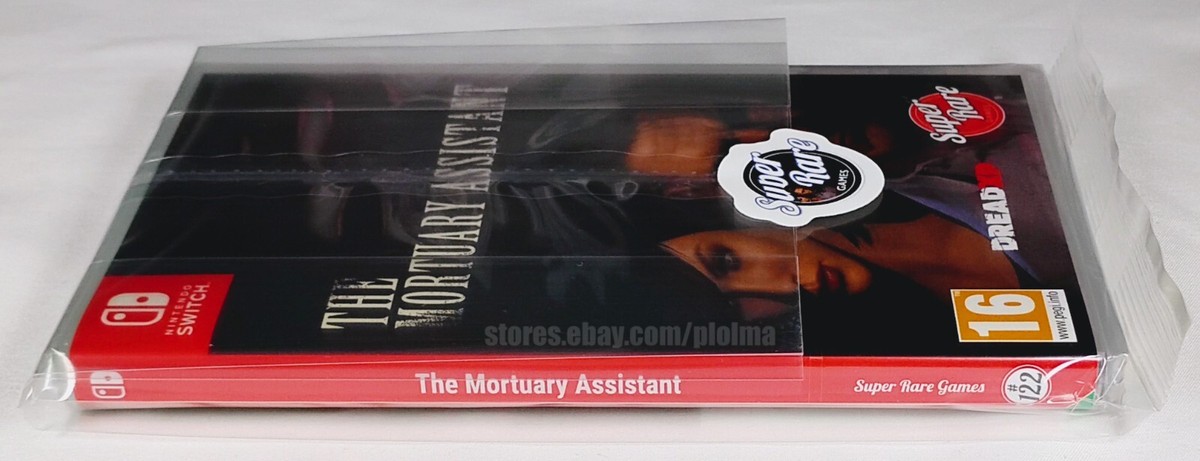 NINTENDO
SWITCH
THE
MORTUARY ASSISTANT
Super
Rare
GAMES
Super
Rare
DREAD
16
www.pegi.info
stores.ebay.com/plolma
The Mortuary Assistant
Super Rare Games
#
122